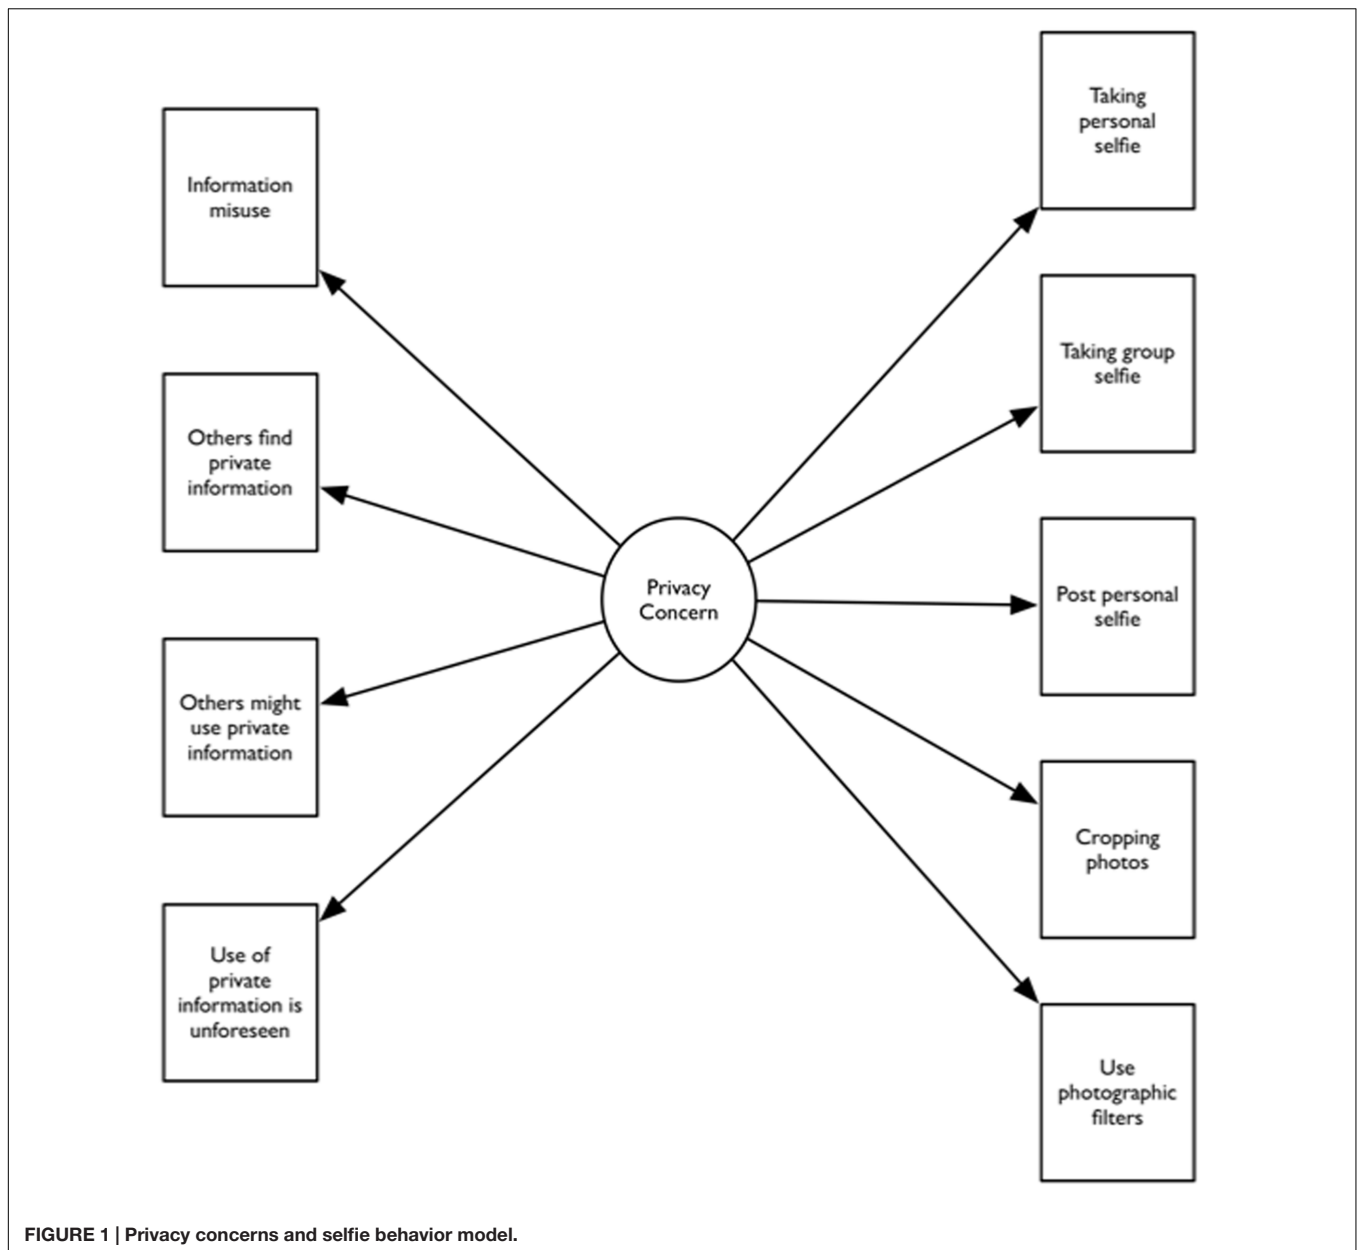 Information
misuse
Others find
private
information
Others might
use private
information
Use of
private
information is
unforeseen
Privacy
Concern
Taking
personal
selfie
Taking group
selfie
Post personal
selfie
Cropping
photos
Use
photographic
filters
FIGURE 1 | Privacy concerns and selfie behavior model.